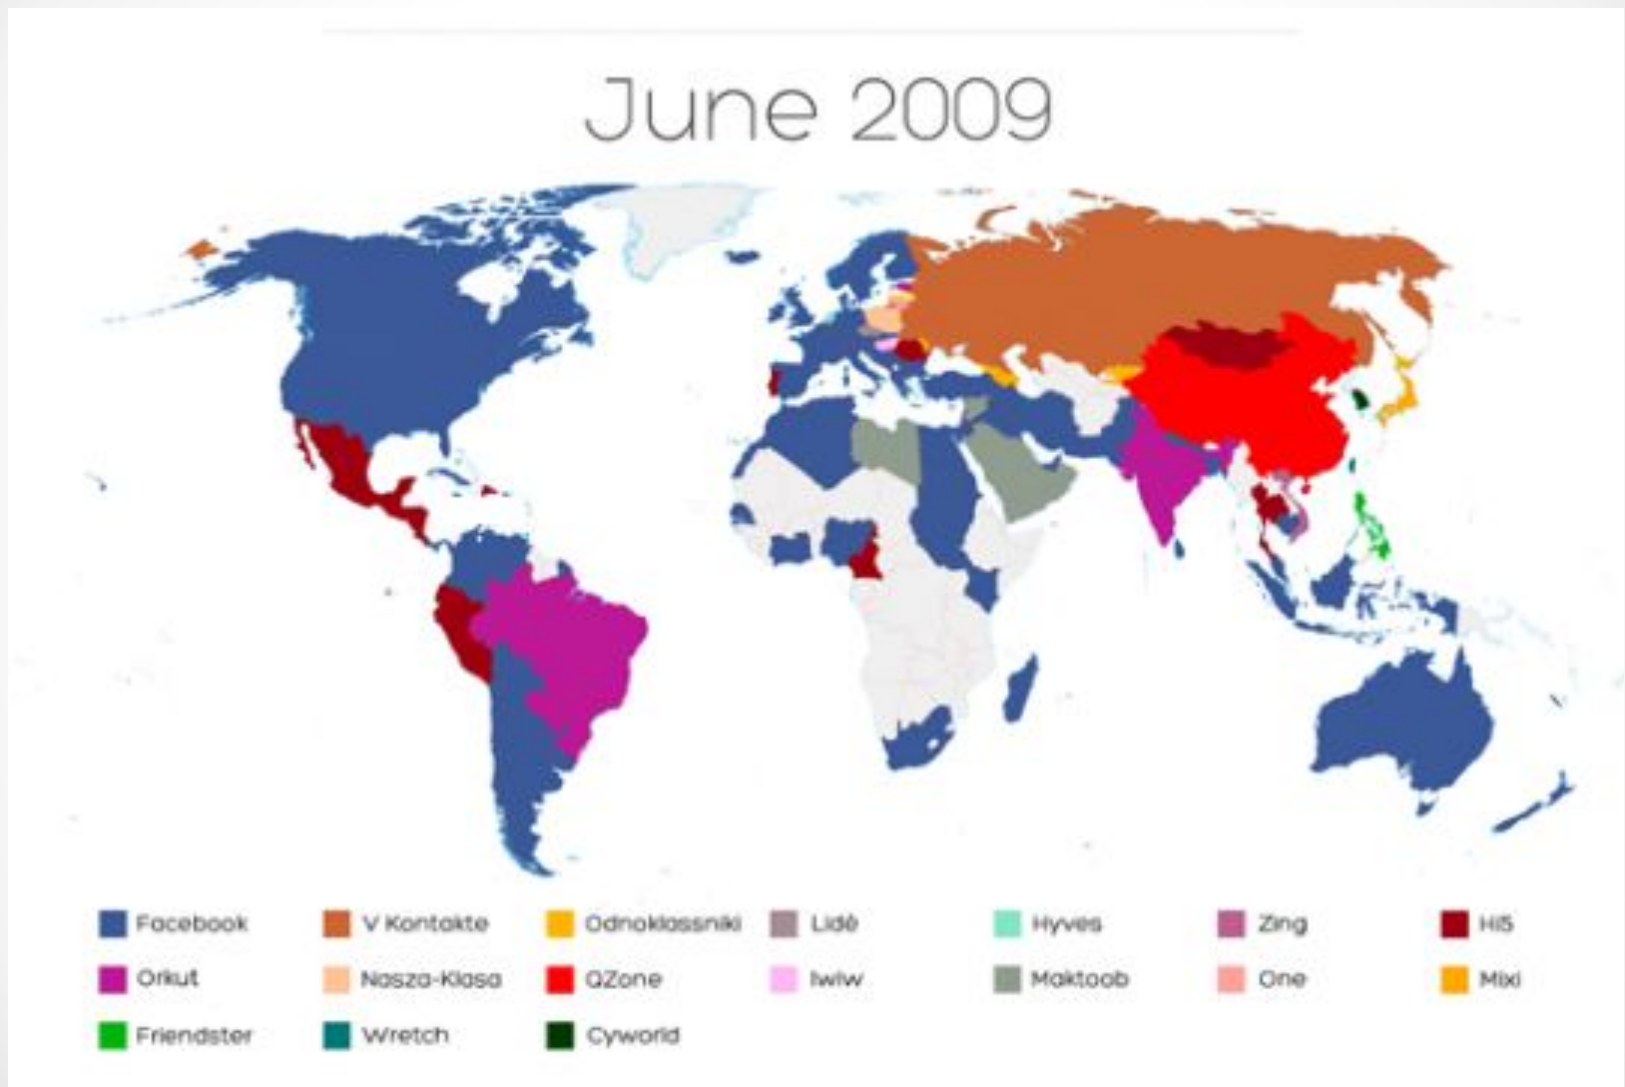 June 2009
Facebook V Kontakte Odnoklassniki Lidé Hyves Zing Hi5
Orkut Nasza-Klasa QZone Iwiw Maktoob One Mixi
Friendster Wretch Cyworld